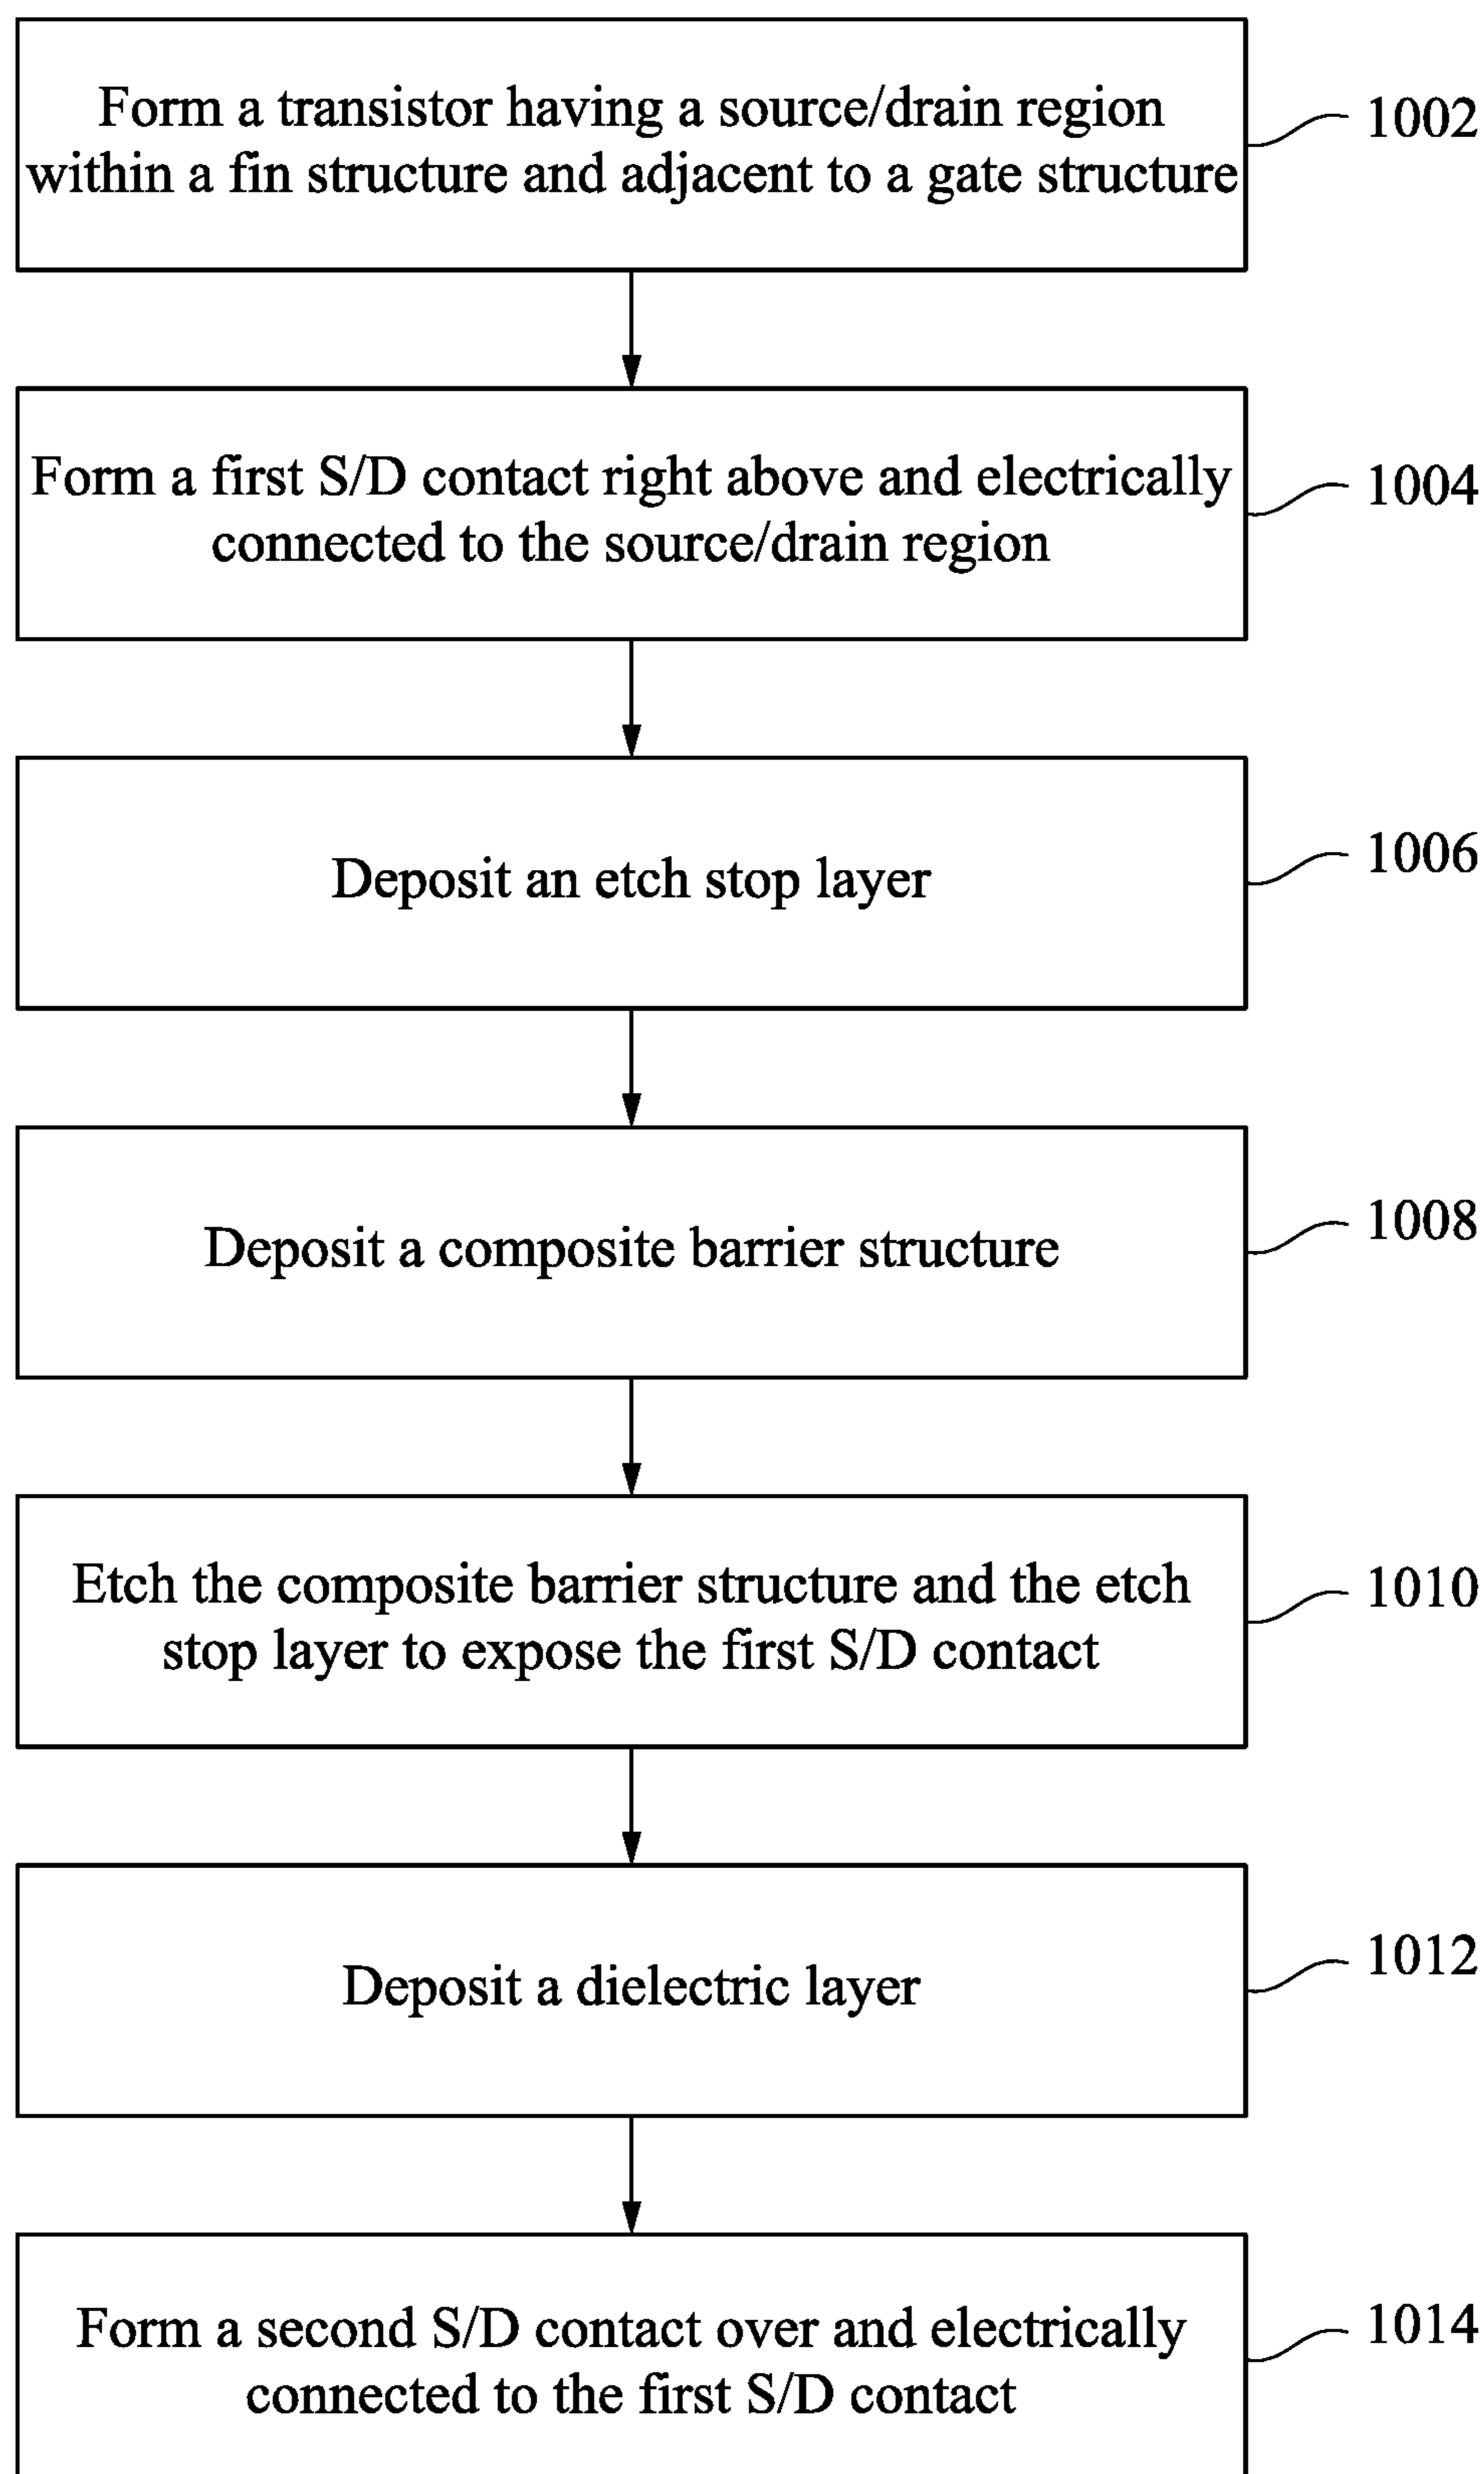 Form a transistor having a source/drain region
within a fin structure and adjacent to a gate structure
1002
Form a first S/D contact right above and electrically
connected to the source/drain region
1004
Deposit an etch stop layer
1006
Deposit a composite barrier structure
1008
Etch the composite barrier structure and the etch
stop layer to expose the first S/D contact
1010
Deposit a dielectric layer
1012
Form a second S/D contact over and electrically
connected to the first S/D contact
1014